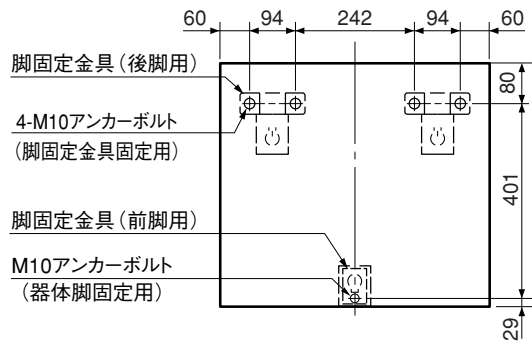 60 94 242 94 60
80
脚固定金具(後脚用)
4-M10アンカーボルト
(脚固定金具固定用)
401
脚固定金具(前脚用)
M10アンカーボルト
(器体脚固定用)
29